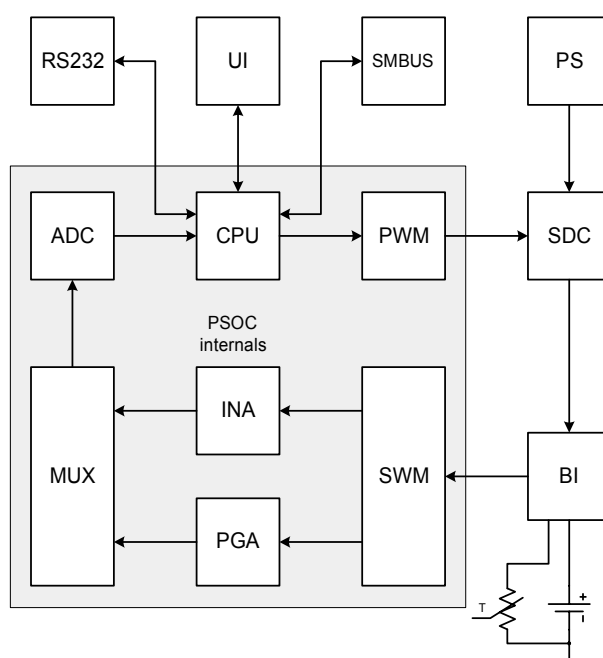 RS232
UI
SMBUS
PS
ADC
CPU
PWM
SDC
PSOC
internals
MUX
INA
SWM
BI
PGA
T
+
-